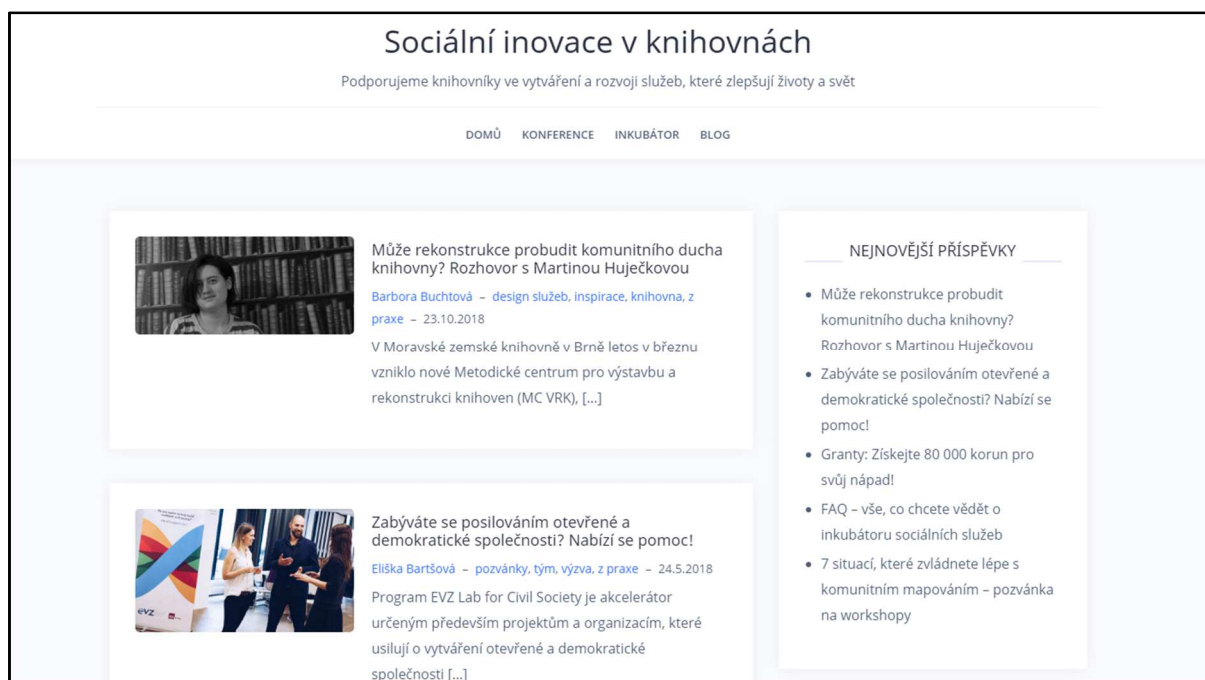 Sociální inovace v knihovnách
Podporujeme knihovníky ve vytváření a rozvoji služeb, které zlepšují životy a svět
DOMŮ KONFERENCE INKUBÁTOR BLOG
Může rekonstrukce probudit komunitního ducha
knihovny? Rozhovor s Martinou Huječkovou
Barbora Buchtová – design služeb, inspirace, knihovna, z
praxe – 23.10.2018
V Moravské zemské knihovně v Brně letos v březnu
vzniklo nové Metodické centrum pro výstavbu a
rekonstrukci knihoven (MC VRK), [...]
evz
Zabýváte se posilováním otevřené a
demokratické společnosti? Nabízí se pomoc!
Eliška Bartšová – pozvánky, tým, výzva, z praxe – 24.5.2018
Program EVZ Lab for Civil Society je akcelerátor
určeným především projektům a organizacím, které
usilují o vytváření otevřené a demokratické
společnosti [...]
NEJNOVĚJŠÍ PŘÍSPĚVKY
Může rekonstrukce probudit
komunitního ducha knihovny?
Rozhovor s Martinou Huječkovou
Zabýváte se posilováním otevřené a
demokratické společnosti? Nabízí se
pomoc!
Granty: Získejte 80 000 korun pro
svůj nápad!
FAQ – vše, co chcete vědět o
inkubátoru sociálních služeb
7 situací, které zvládnete lépe s
komunitním mapováním – pozvánka
na workshopy